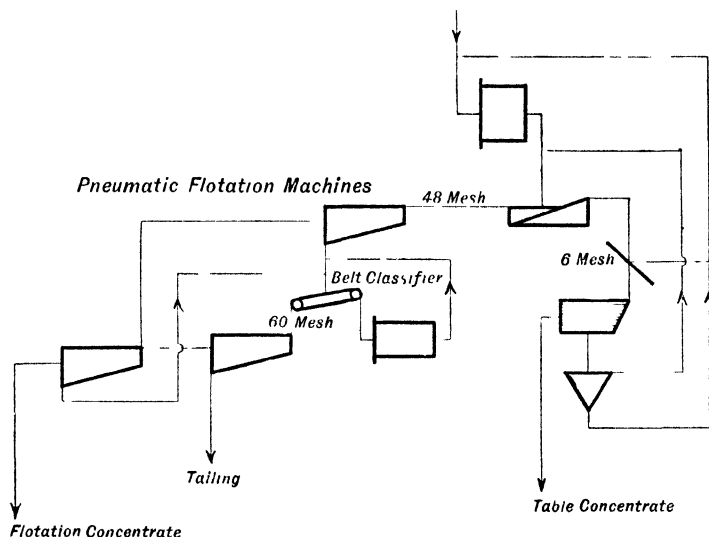 Pneumatic Flotation Machines
48 Mesh
6 Mesh
Belt Classifier
60 Mesh
Tailing
Table Concentrate
Flotation Concentrate